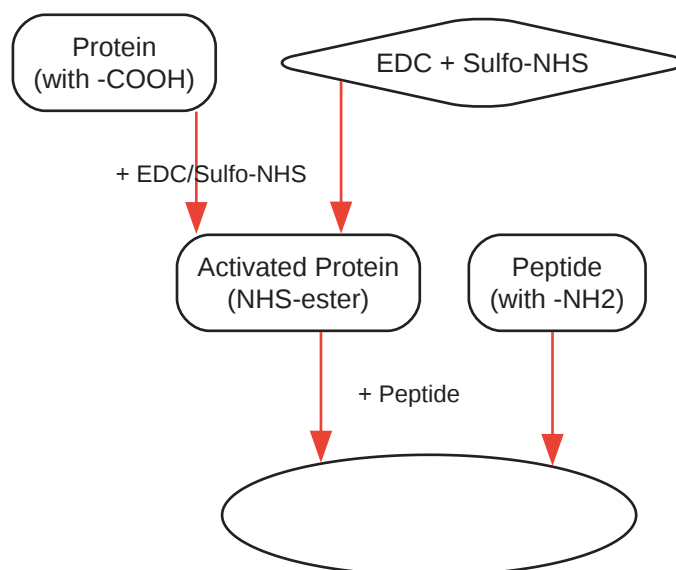 Protein
(with -COOH)
EDC + Sulfo-NHS
+ EDC/Sulfo-NHS
Activated Protein
(NHS-ester)
Peptide
(with -NH2)
+ Peptide